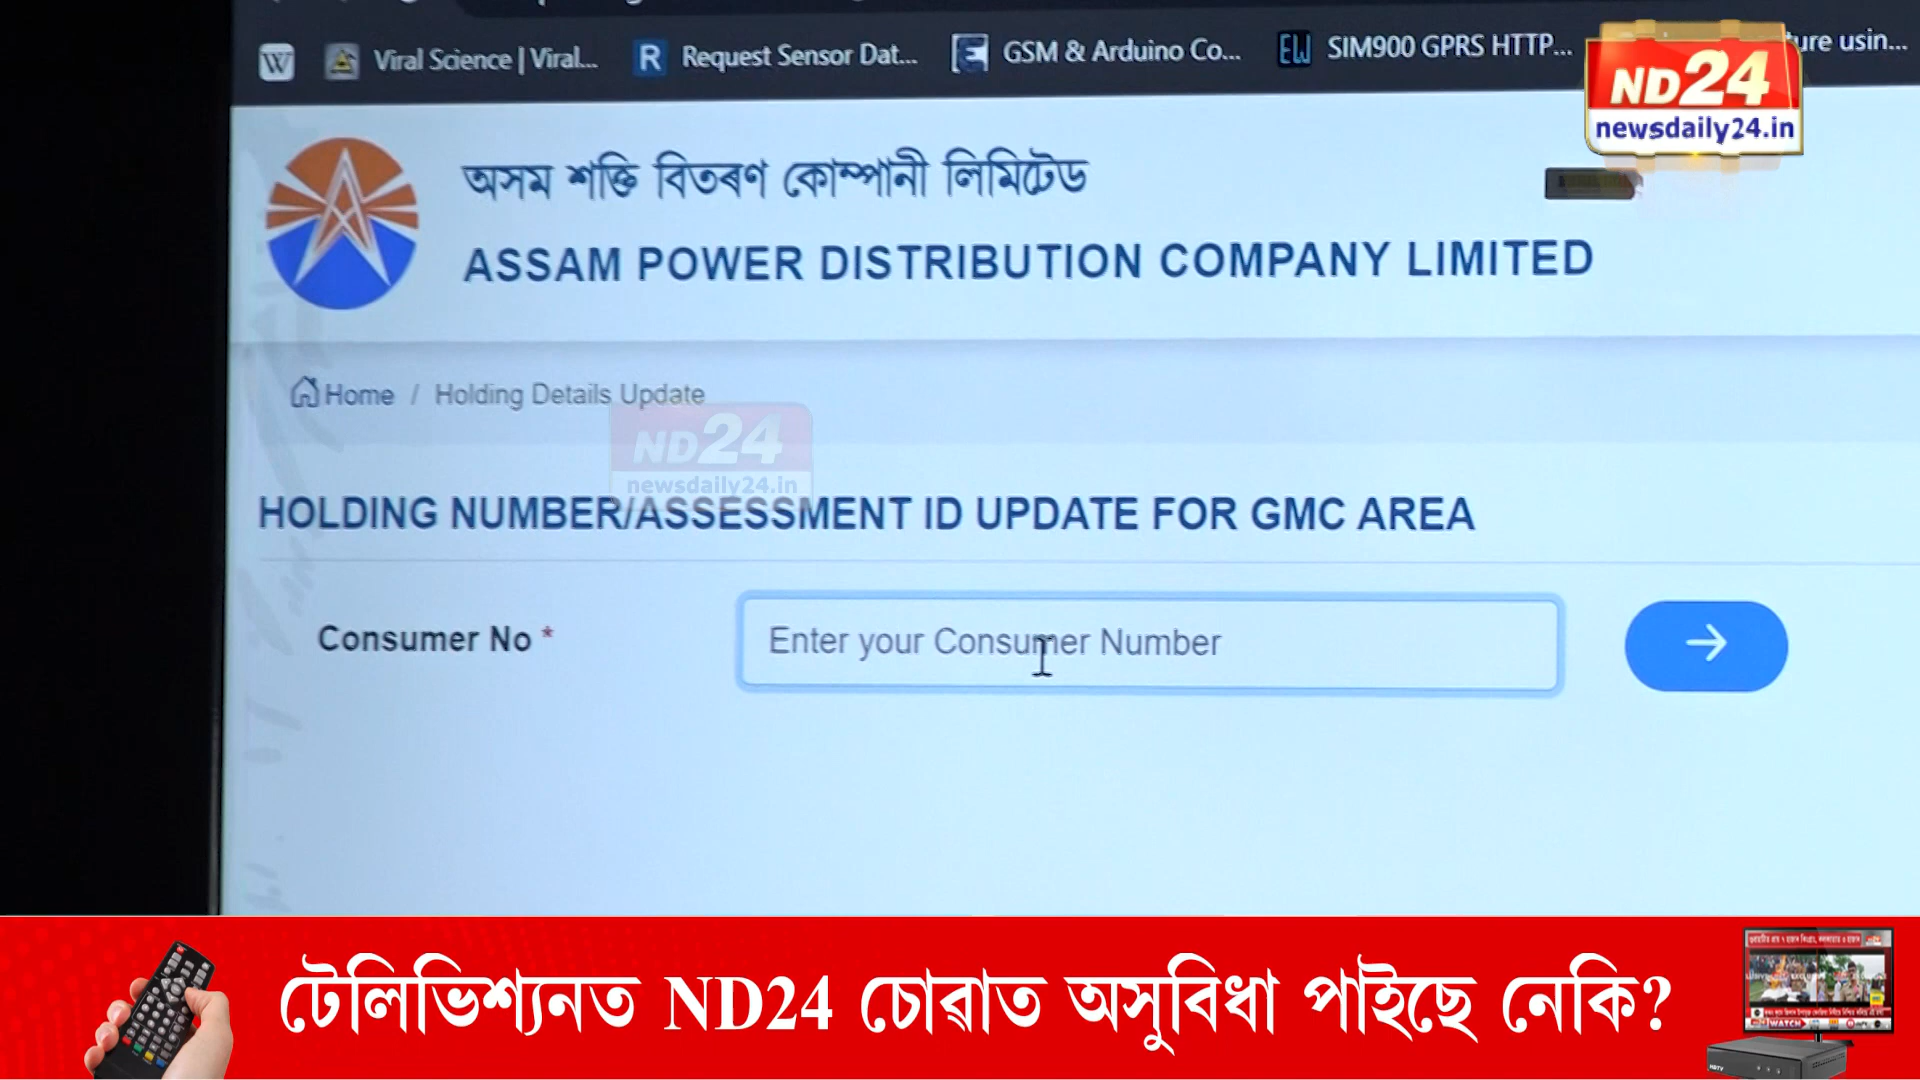 W
Viral Science | Viral...
R
Request Sensor Dat...
GSM & Arduino Co...
EW
SIM900 GPRS HTTP...
ure usin...
ND24
newsdaily24.in
অসম শক্তি বিতৰণ কোম্পানী লিমিটেড
ASSAM POWER DISTRIBUTION COMPANY LIMITED
Home / Holding Details Update
ND24
newsdaily24.in
HOLDING NUMBER/ASSESSMENT ID UPDATE FOR GMC AREA
Consumer No *
Enter your Consumer Number
টেলিভিশ্যনত ND24 চোৱাত অসুবিধা পাইছে নেকি?
WATCH